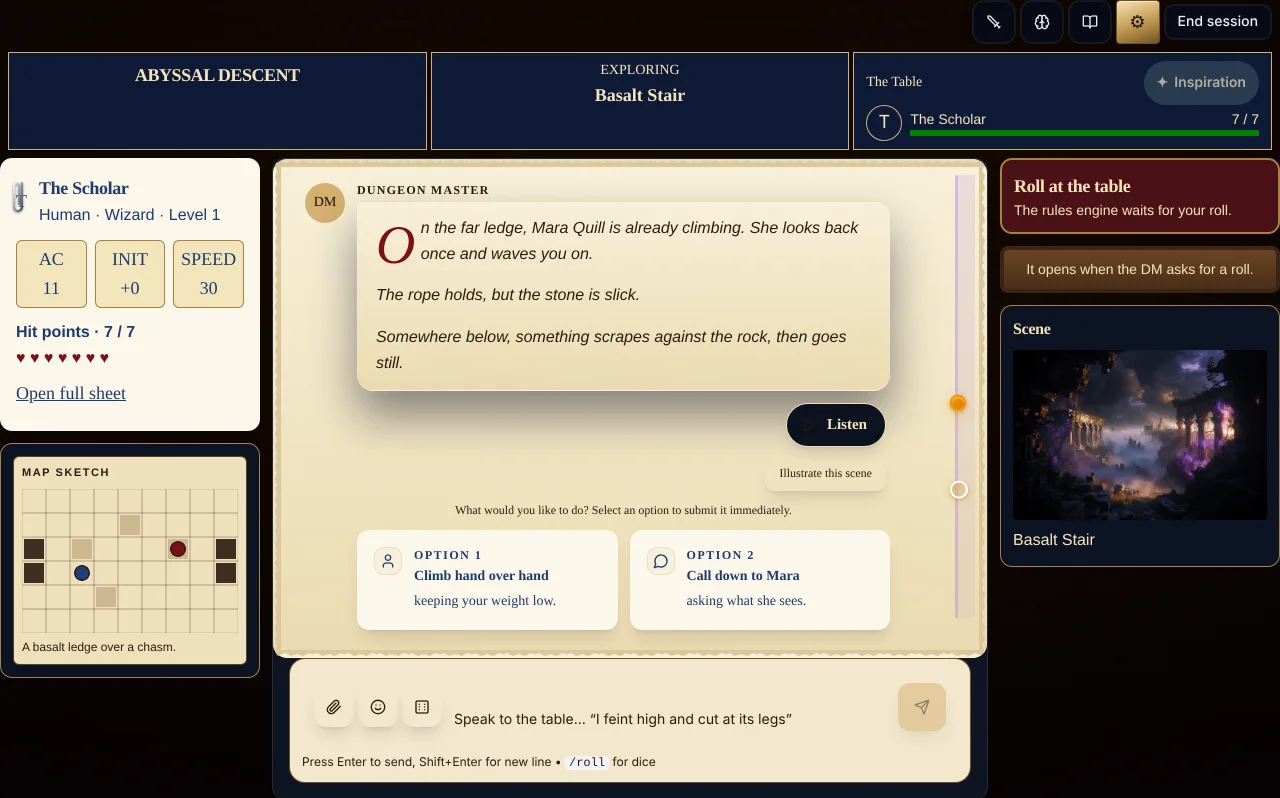 End session
ABYSSAL DESCENT
EXPLORING
Basalt Stair
The Table
✦ Inspiration
T
The Scholar
7 / 7
The Scholar
Human · Wizard · Level 1
AC
11
INIT
+0
SPEED
30
Hit points · 7 / 7
Open full sheet
MAP SKETCH
A basalt ledge over a chasm.
DM
DUNGEON MASTER
On the far ledge, Mara Quill is already climbing. She looks back
once and waves you on.
The rope holds, but the stone is slick.
Somewhere below, something scrapes against the rock, then goes
still.
Listen
Illustrate this scene
What would you like to do? Select an option to submit it immediately.
OPTION 1
Climb hand over hand
keeping your weight low.
OPTION 2
Call down to Mara
asking what she sees.
Speak to the table... “I feint high and cut at its legs”
Press Enter to send, Shift+Enter for new line • /roll for dice
Roll at the table
The rules engine waits for your roll.
It opens when the DM asks for a roll.
Scene
Basalt Stair